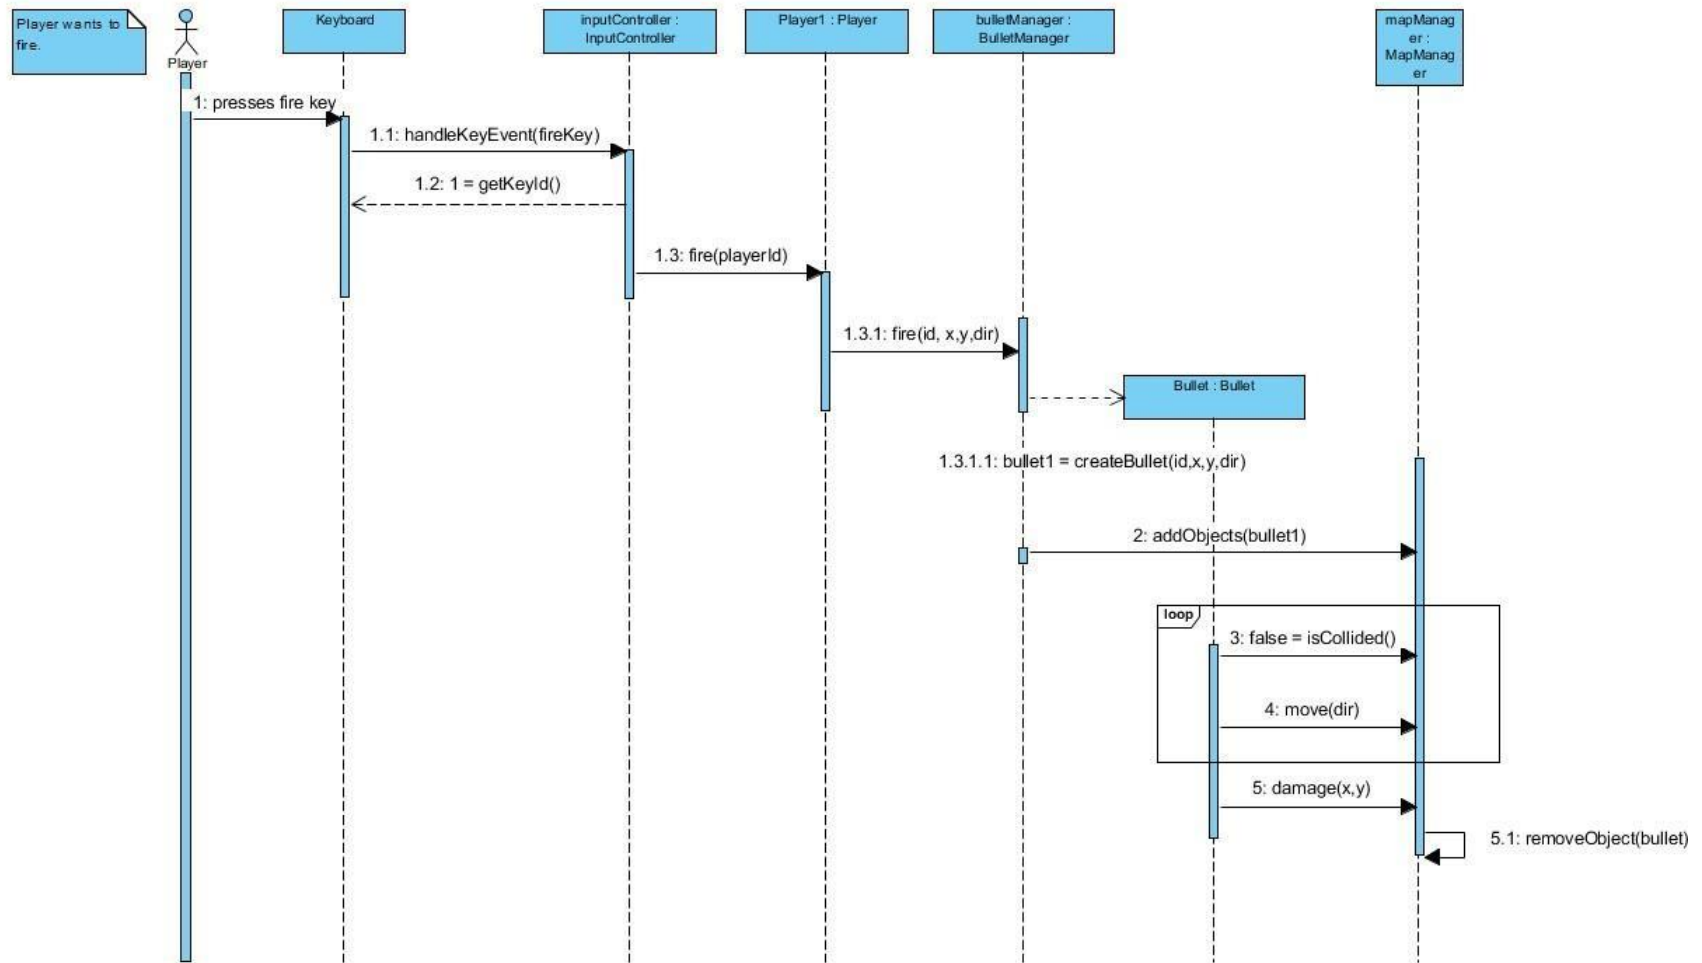 Player wants to
fire.
Player
Keyboard
inputController :
InputController
Player1 : Player
bulletManager :
BulletManager
mapManag
er :
MapManag
er
1: presses fire key
1.1: handleKeyEvent(fireKey)
1.2: 1 = getKeyId()
1.3: fire(playerId)
1.3.1: fire(id, x,y,dir)
Bullet : Bullet
1.3.1.1: bullet1 = createBullet(id,x,y,dir)
2: addObjects(bullet1)
loop
3: false = isCollided()
4: move(dir)
5: damage(x,y)
5.1: removeObject(bullet)